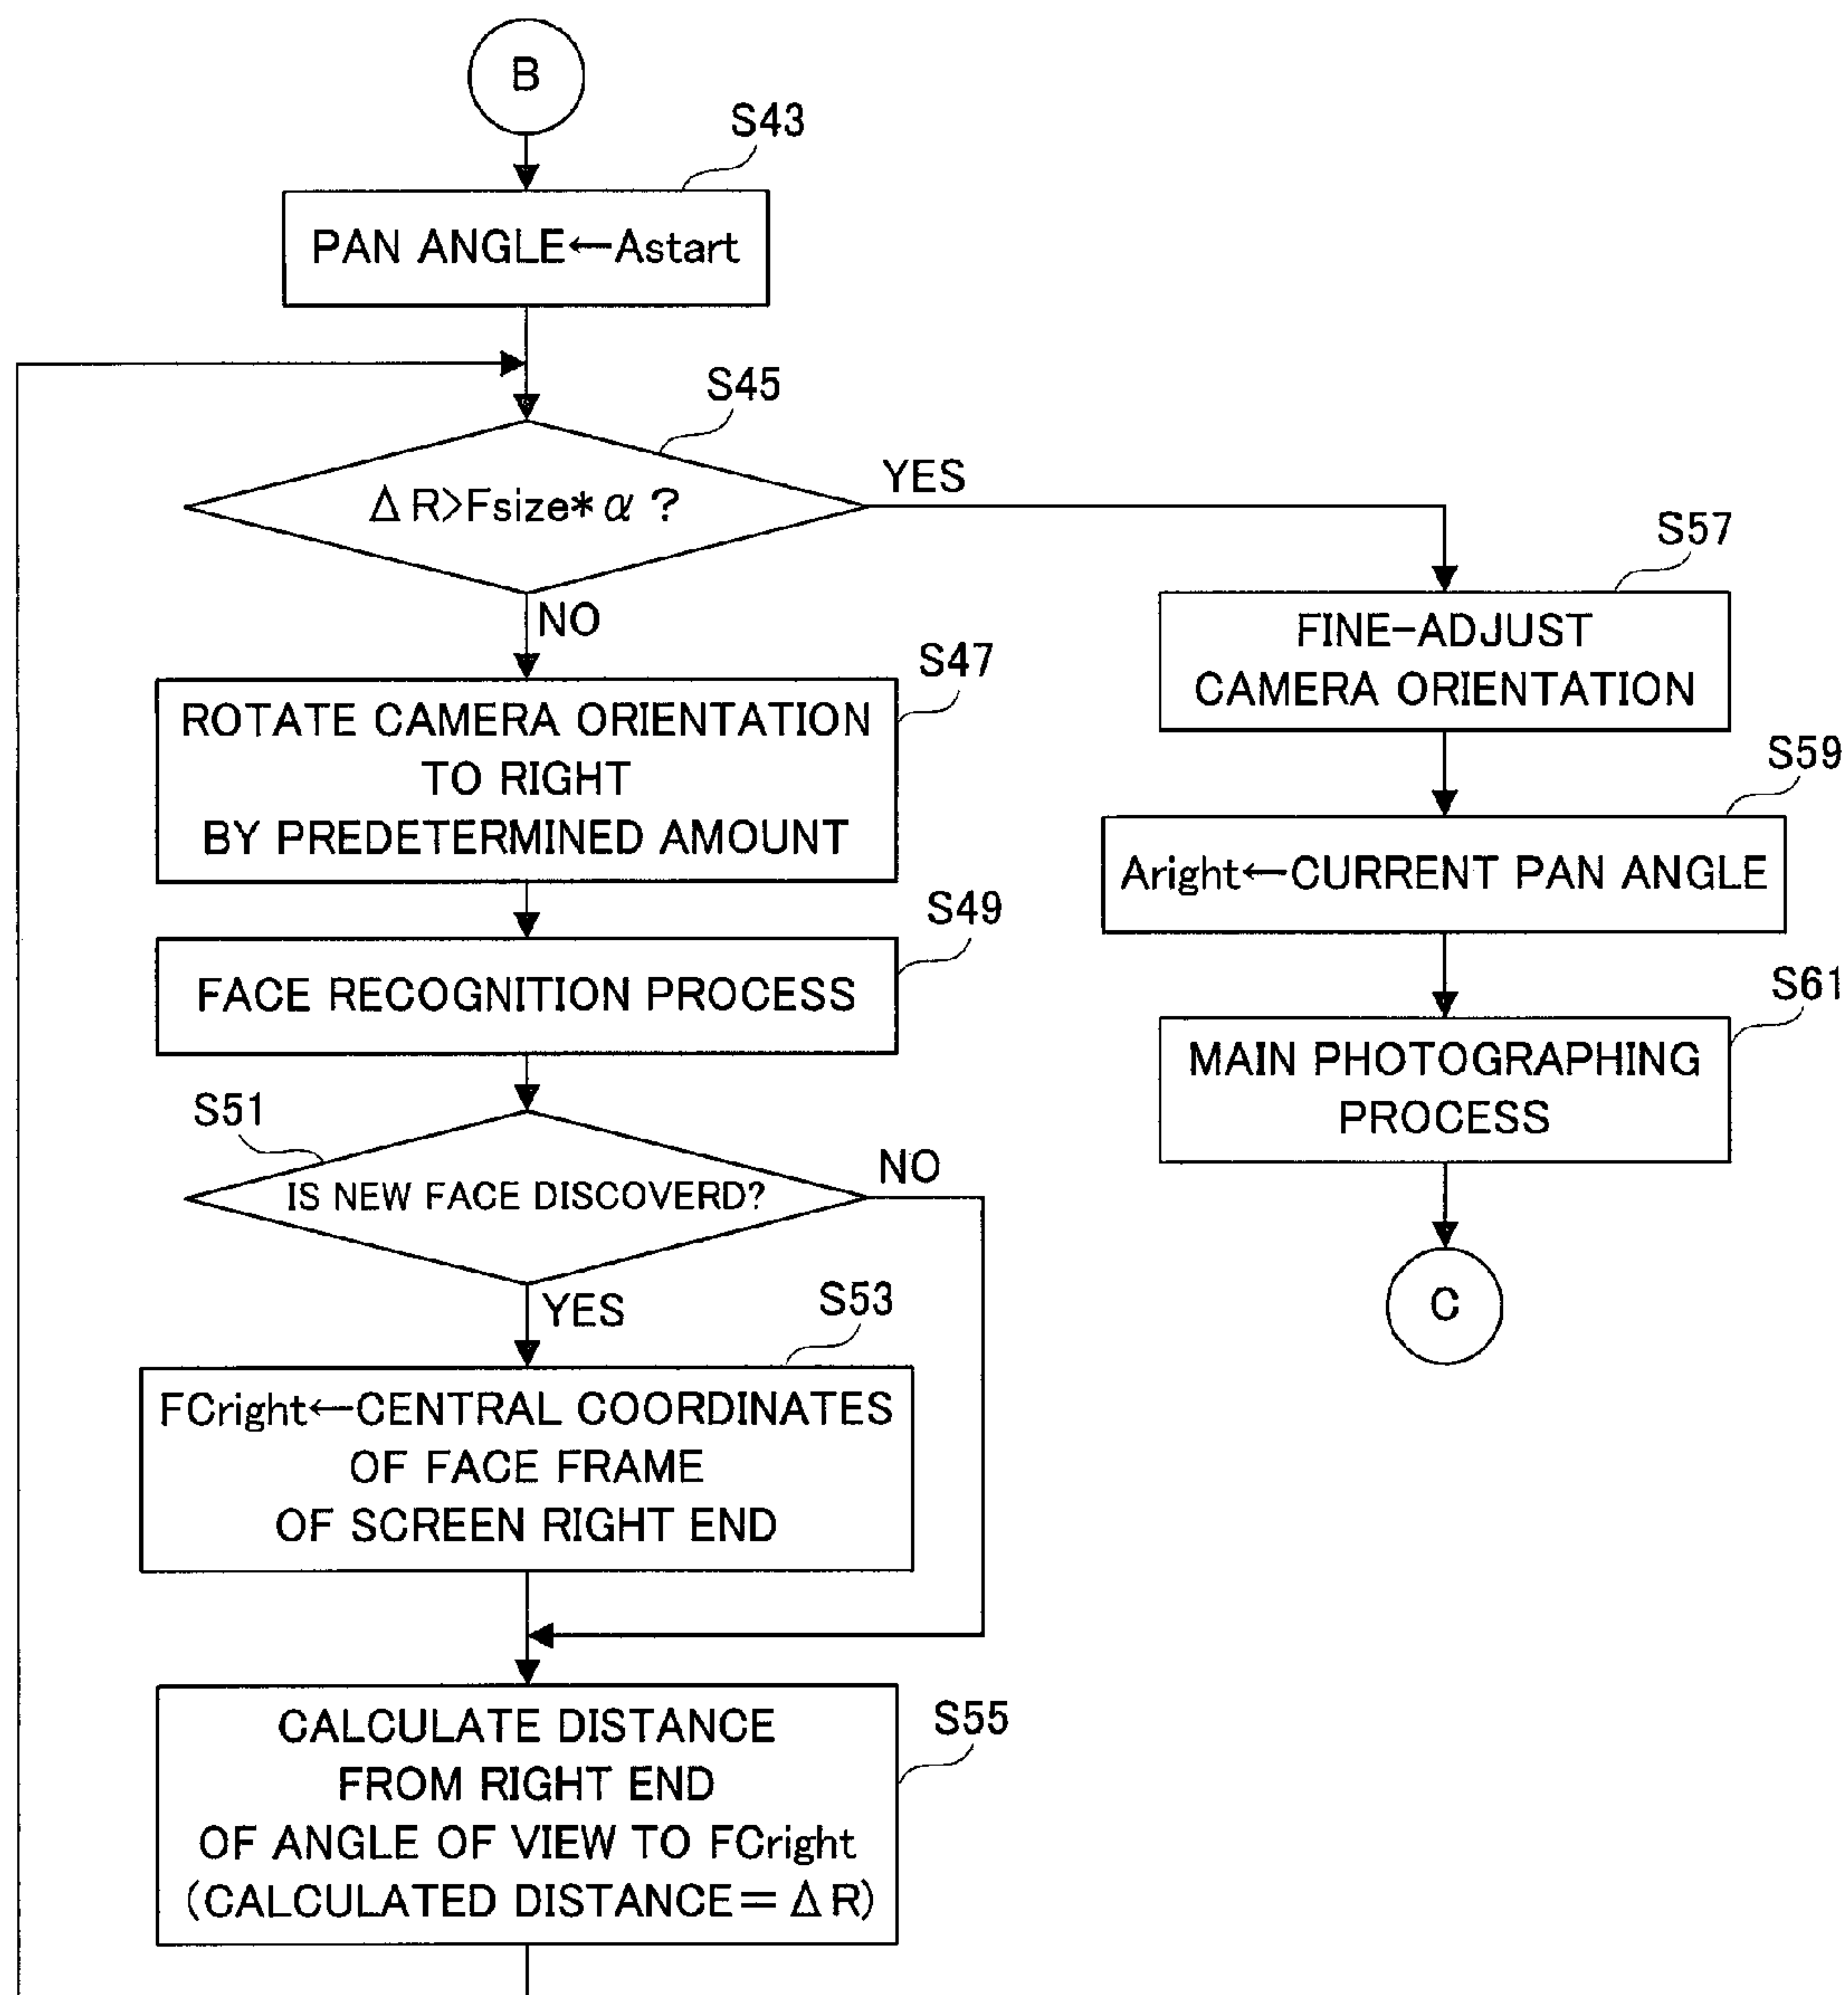 B
S43
PAN ANGLE←Astart
S45
ΔR>Fsize*α?
YES
NO
S47
ROTATE CAMERA ORIENTATION
TO RIGHT
BY PREDETERMINED AMOUNT
S49
FACE RECOGNITION PROCESS
S51
IS NEW FACE DISCOVERD?
NO
YES
S53
FCright←CENTRAL COORDINATES
OF FACE FRAME
OF SCREEN RIGHT END
S55
CALCULATE DISTANCE
FROM RIGHT END
OF ANGLE OF VIEW TO FCright
(CALCULATED DISTANCE=ΔR)
S57
FINE-ADJUST
CAMERA ORIENTATION
S59
Aright←CURRENT PAN ANGLE
S61
MAIN PHOTOGRAPHING
PROCESS
C